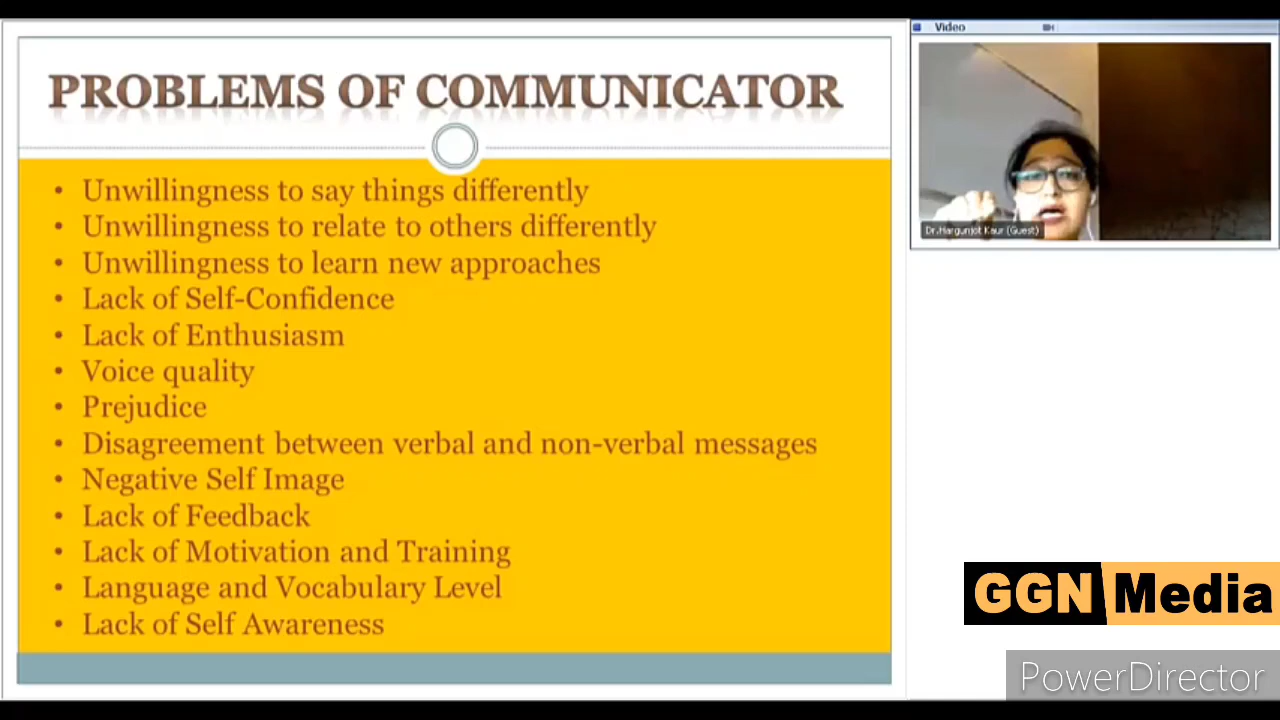 PROBLEMS OF COMMUNICATOR
• Unwillingness to say things differently
• Unwillingness to relate to others differently
• Unwillingness to learn new approaches
• Lack of Self-Confidence
• Lack of Enthusiasm
• Voice quality
• Prejudice
• Disagreement between verbal and non-verbal messages
• Negative Self Image
• Lack of Feedback
• Lack of Motivation and Training
• Language and Vocabulary Level
• Lack of Self Awareness
Video
Dr.Hargunjot Kaur (Guest)
GGN Media
PowerDirector